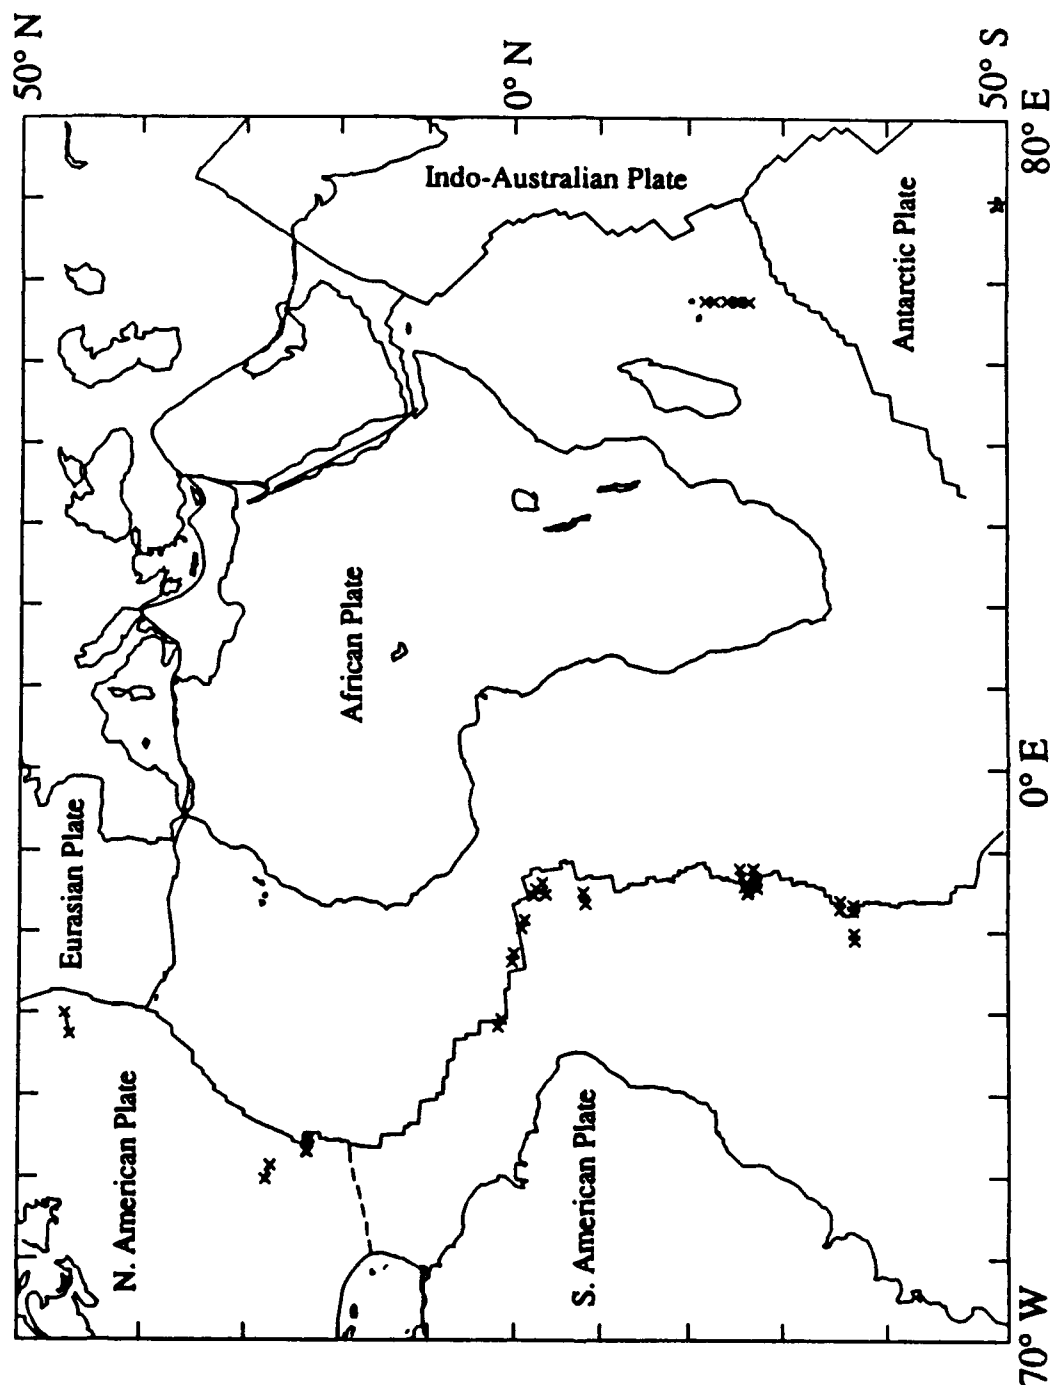 50° N
0° N
50° S
Eurasian Plate
N. American Plate
African Plate
Indo-Australian Plate
S. American Plate
Antarctic Plate
70° W
0° E
80° E